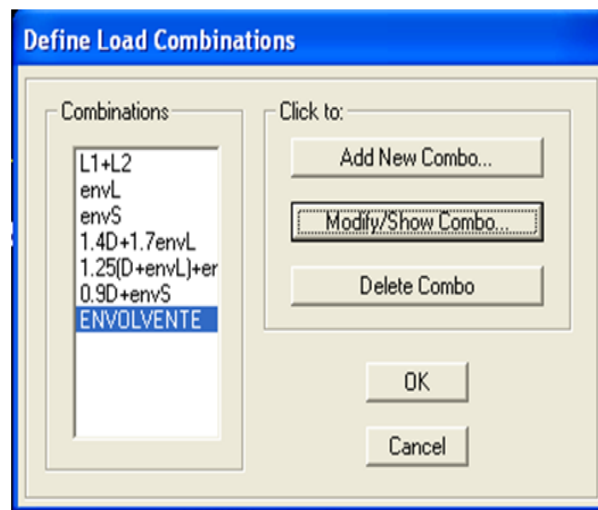 Define Load Combinations
Combinations
L1+L2
envL
envS
1.4D+1.7envL
1.25(D+envL)+er
0.9D+envS
ENVOLVENTE
Click to:
Add New Combo...
Modify/Show Combo...
Delete Combo
OK
Cancel